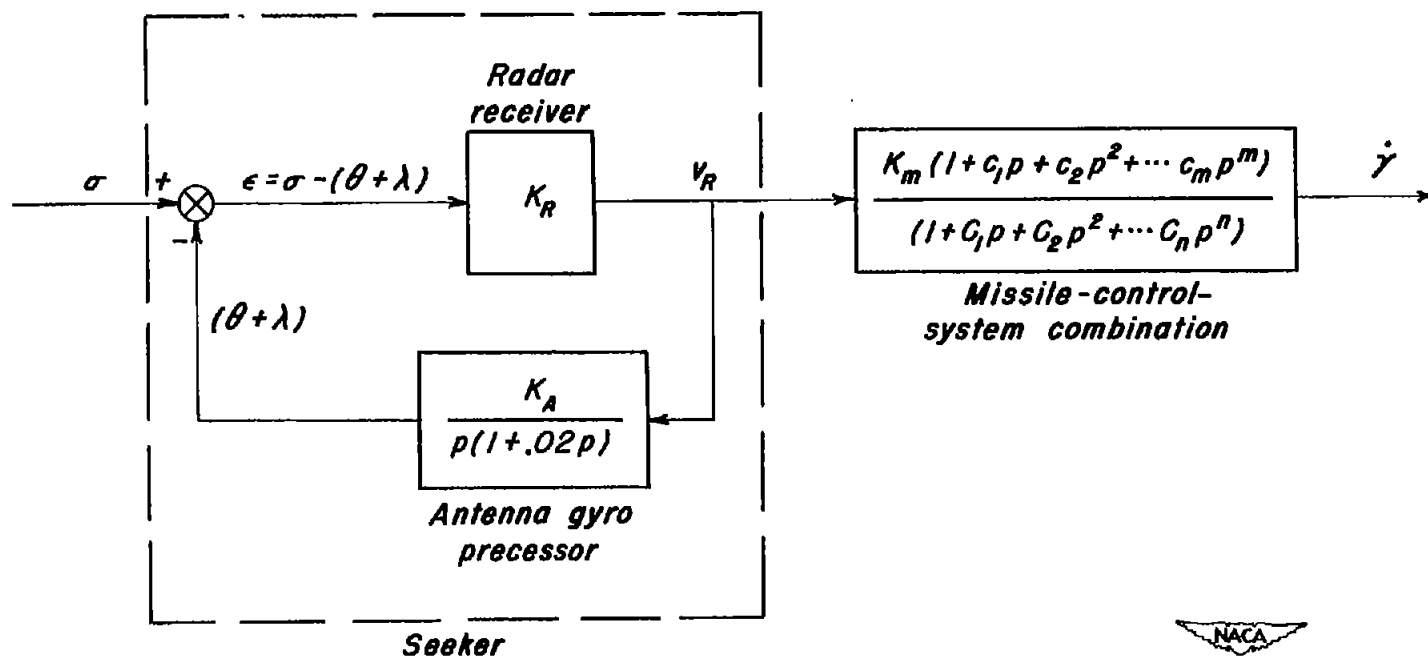 Radar
receiver
σ
+
ϵ = σ - (θ + λ)
K_R
v_R
K_m (1 + c_1 p + c_2 p^2 + ··· c_m p^m)
(1 + C_1 p + C_2 p^2 + ··· C_n p^n)
γ̇
-
Missile-control-
system combination
(θ + λ)
K_A
p(1 + .02p)
Antenna gyro
precessor
Seeker
NACA